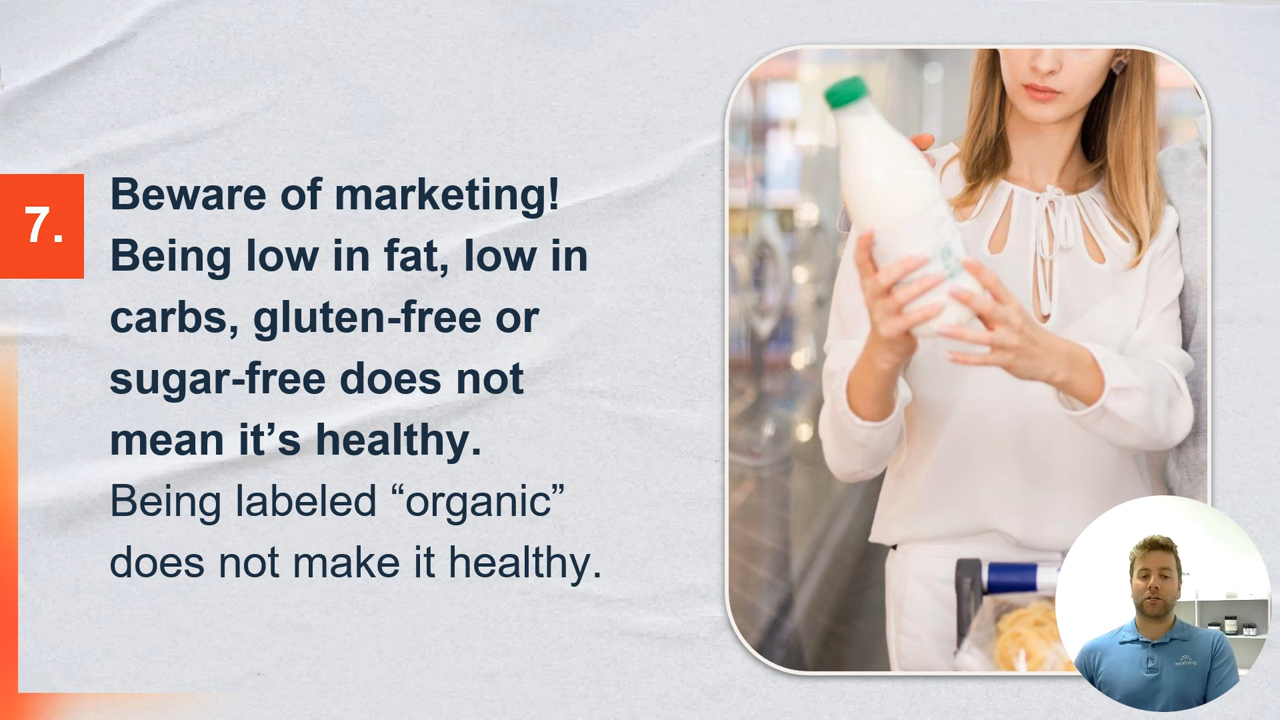 7.
Beware of marketing!
Being low in fat, low in
carbs, gluten-free or
sugar-free does not
mean it’s healthy.
Being labeled “organic”
does not make it healthy.